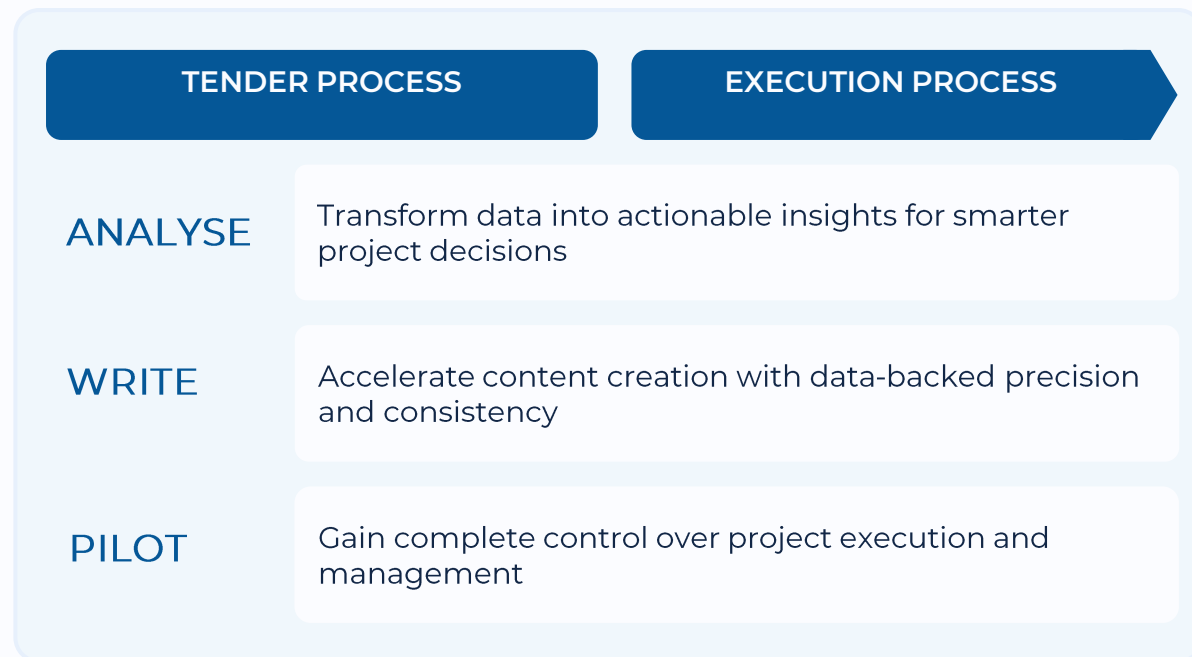 TENDER PROCESS
EXECUTION PROCESS
ANALYSE
Transform data into actionable insights for smarter
project decisions
WRITE
Accelerate content creation with data-backed precision
and consistency
PILOT
Gain complete control over project execution and
management